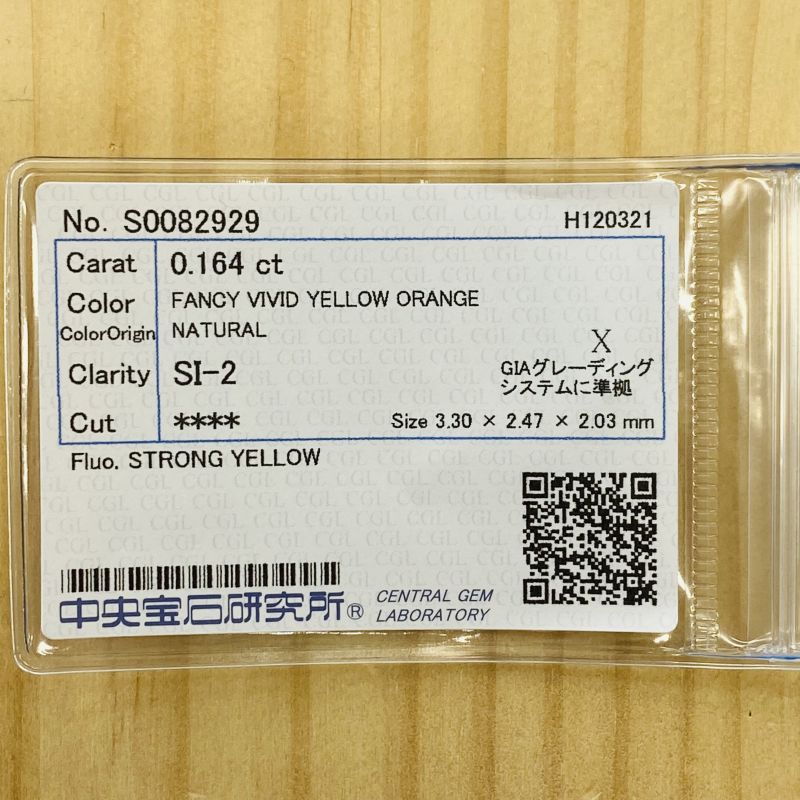 No. S0082929 H120321
Carat 0.164 ct
Color FANCY VIVID YELLOW ORANGE
ColorOrigin NATURAL
X
Clarity SI-2 GIAグレーディング
システムに準拠
Cut **** Size 3.30 × 2.47 × 2.03 mm
Fluo. STRONG YELLOW
中央宝石研究所® CENTRAL GEM
LABORATORY